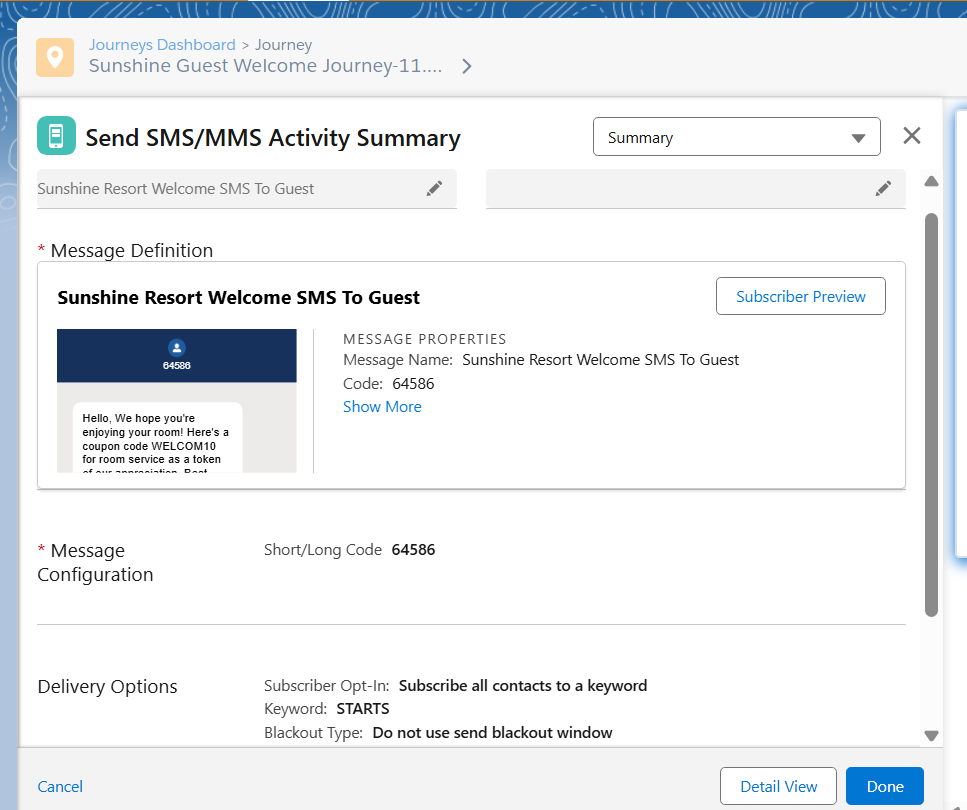 Journeys Dashboard > Journey
Sunshine Guest Welcome Journey-11....
Send SMS/MMS Activity Summary
Summary
Sunshine Resort Welcome SMS To Guest
* Message Definition
Sunshine Resort Welcome SMS To Guest
Subscriber Preview
64586
Hello, We hope you're
enjoying your room! Here's a
coupon code WELCOM10
for room service as a token
of our appreciation. Best
MESSAGE PROPERTIES
Message Name: Sunshine Resort Welcome SMS To Guest
Code: 64586
Show More
* Message
Configuration
Short/Long Code 64586
Delivery Options
Subscriber Opt-In: Subscribe all contacts to a keyword
Keyword: STARTS
Blackout Type: Do not use send blackout window
Cancel
Detail View
Done